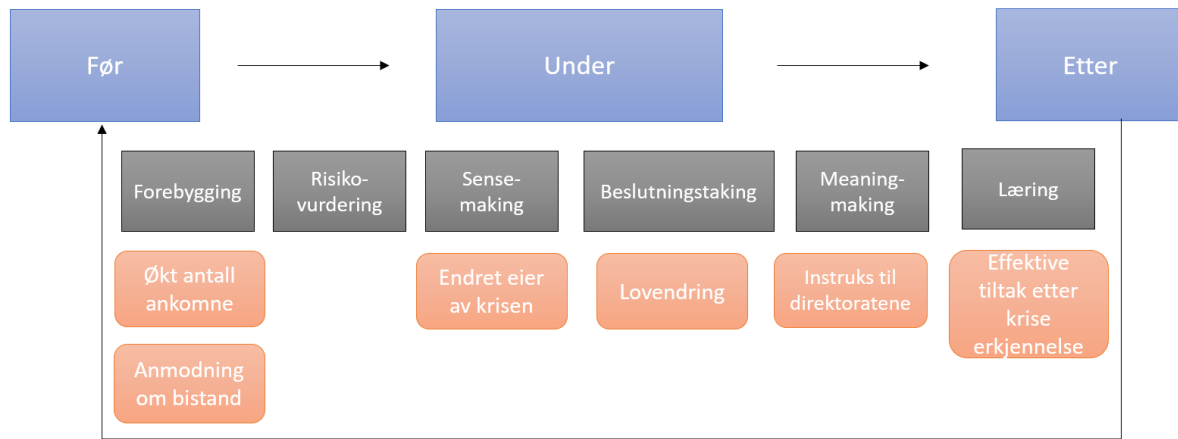 Før
Under
Etter
Forebygging
Risiko-
vurdering
Sense-
making
Beslutningstaking
Meaning-
making
Læring
Økt antall
ankomne
Endret eier
av krisen
Lovendring
Instruks til
direktoratene
Effektive
tiltak etter
krise
erkjennelse
Anmodning
om bistand